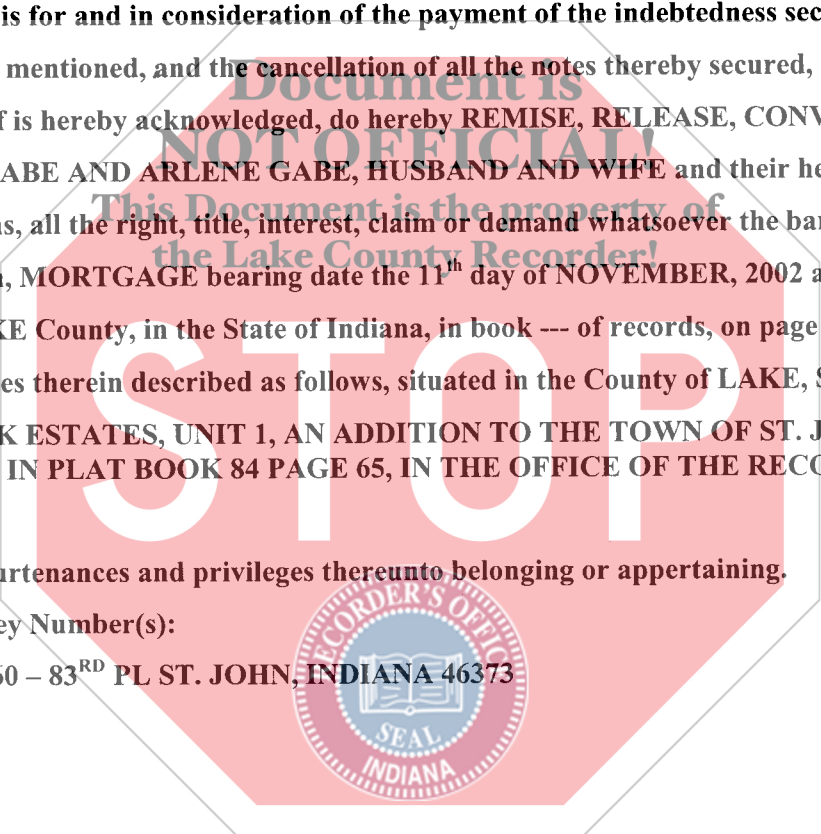 is for and in consideration of the payment of the indebtedness sec
mentioned, and the cancellation of all the notes thereby secured,
f is hereby acknowledged, do hereby REMISE, RELEASE, CONV
ABE AND ARLENE GABE, HUSBAND AND WIFE and their he
s, all the right, title, interest, claim or demand whatsoever the ba
, MORTGAGE bearing date the 11th day of NOVEMBER, 2002 a
KE County, in the State of Indiana, in book --- of records, on page
es therein described as follows, situated in the County of LAKE, S
K ESTATES, UNIT 1, AN ADDITION TO THE TOWN OF ST. J
IN PLAT BOOK 84 PAGE 65, IN THE OFFICE OF THE RECO
urtenances and privileges thereunto belonging or appertaining.
ey Number(s):
60 – 83RD PL ST. JOHN, INDIANA 46373
Document is
NOT OFFICIAL!
This Document is the property of
the Lake County Recorder!
STOP
RECORDER'S OFFIC
SEAL
INDIANA